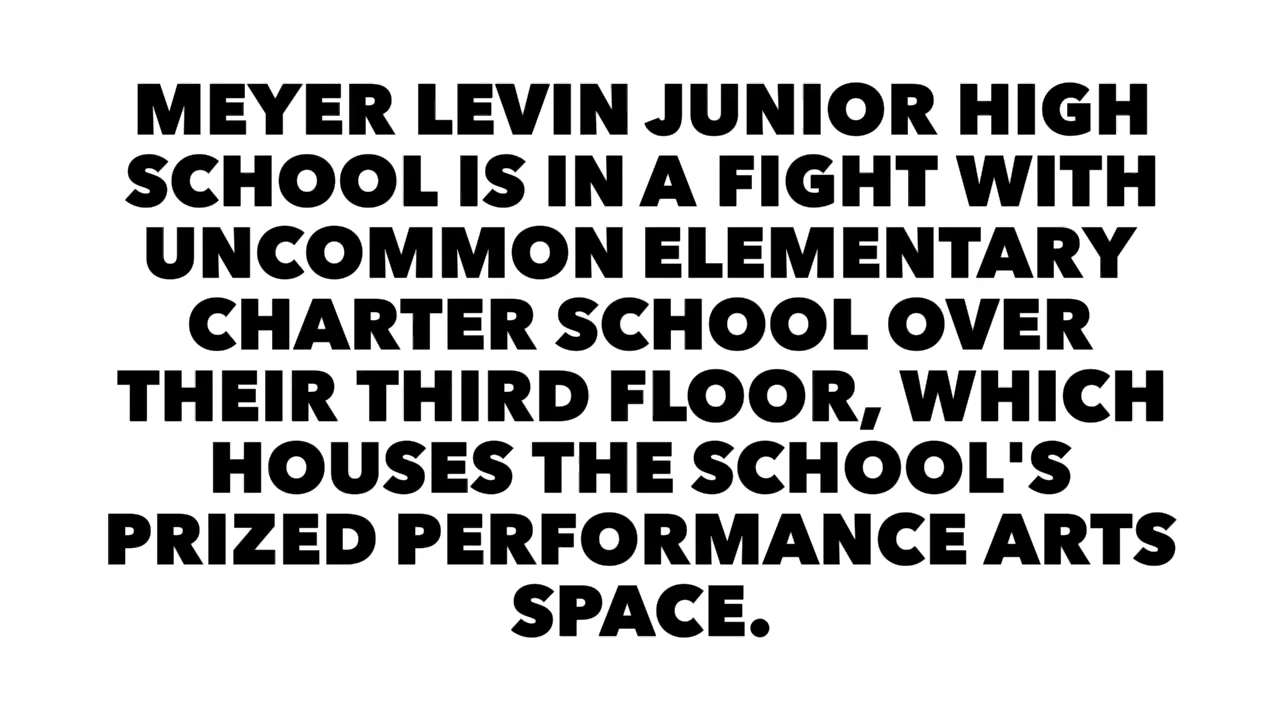 MEYER LEVIN JUNIOR HIGH
SCHOOL IS IN A FIGHT WITH
UNCOMMON ELEMENTARY
CHARTER SCHOOL OVER
THEIR THIRD FLOOR, WHICH
HOUSES THE SCHOOL'S
PRIZED PERFORMANCE ARTS
SPACE.